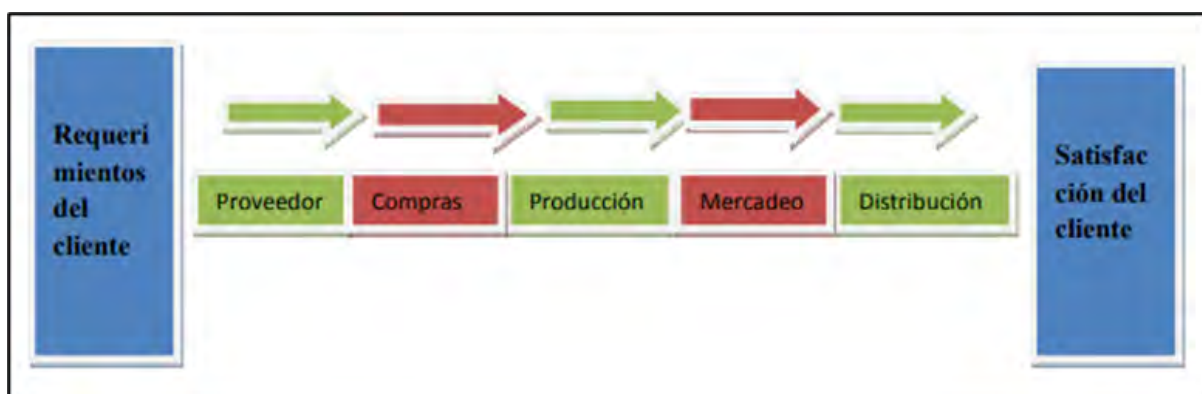 Requeri
mientos
del
cliente
Proveedor Compras Producción Mercadeo Distribución
Satisfac
ción del
cliente